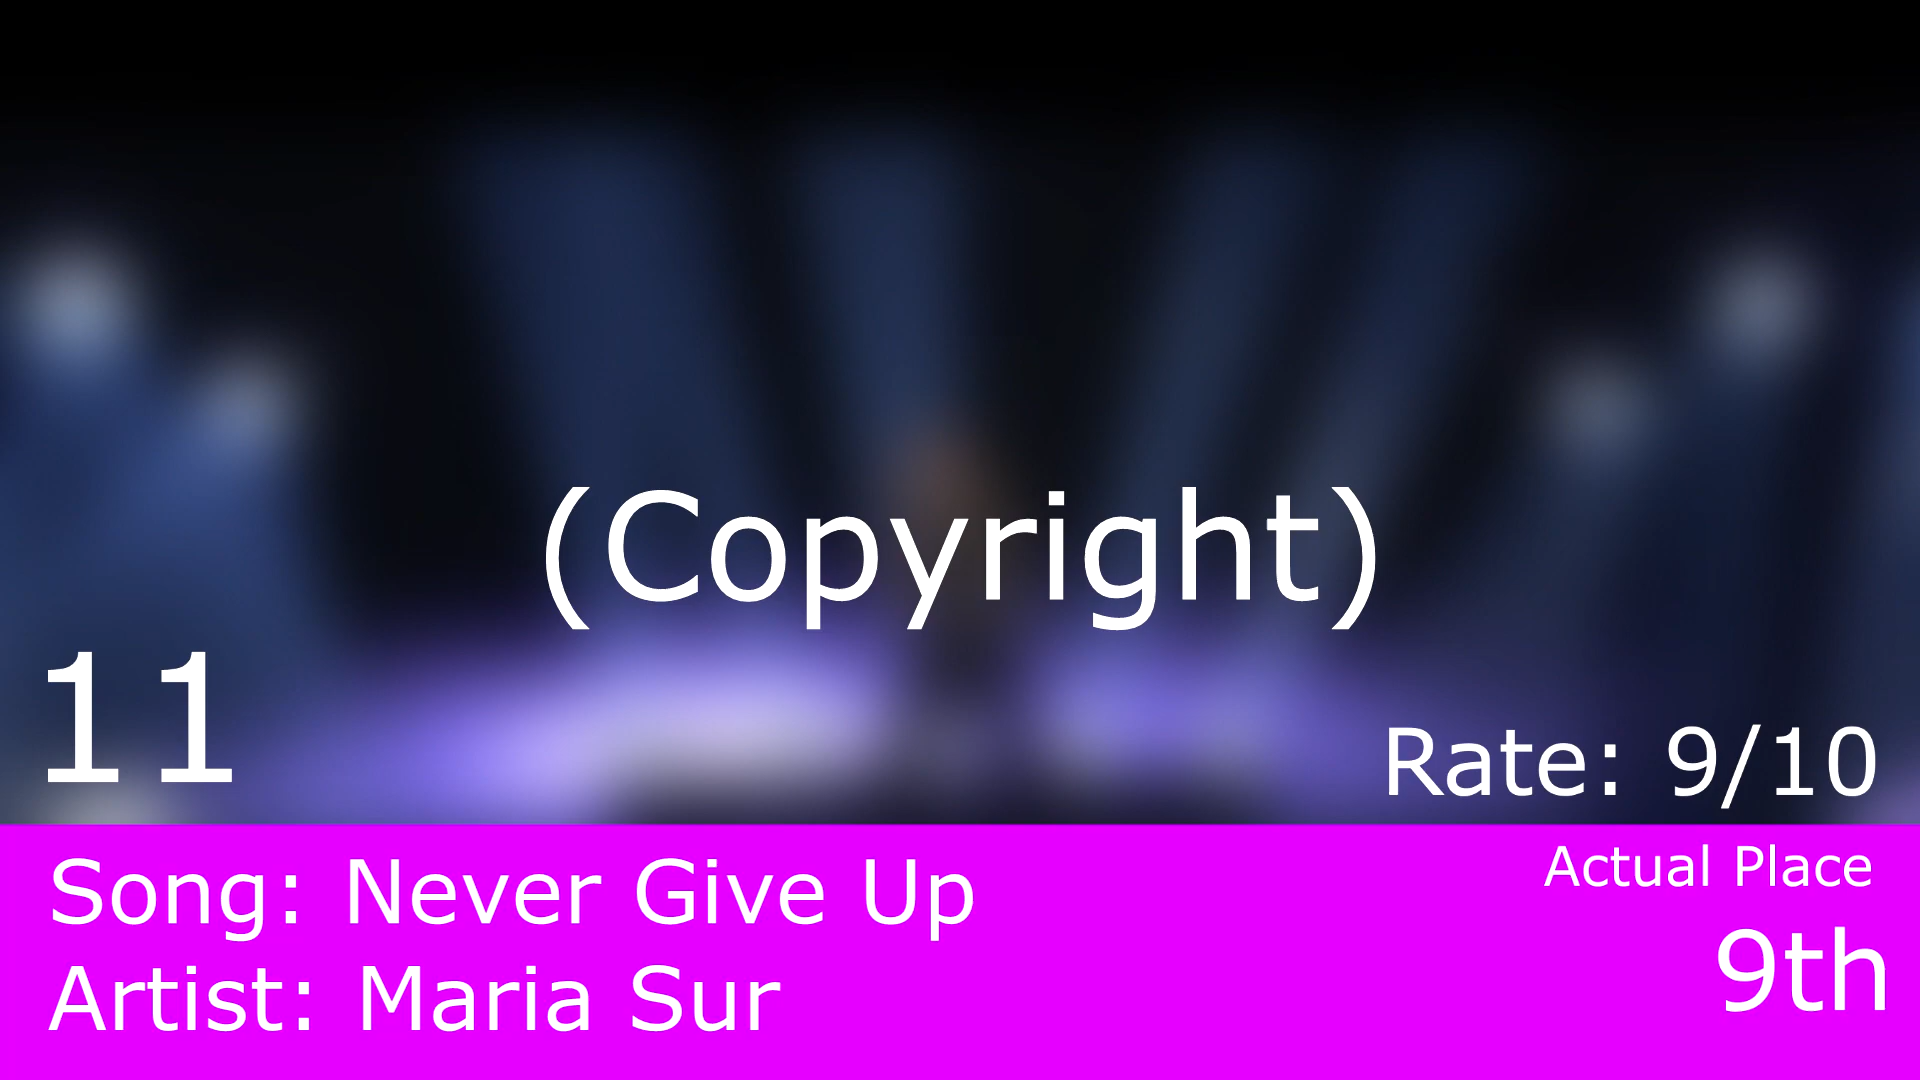 (Copyright)
11
Rate: 9/10
Song: Never Give Up
Actual Place
9th
Artist: Maria Sur